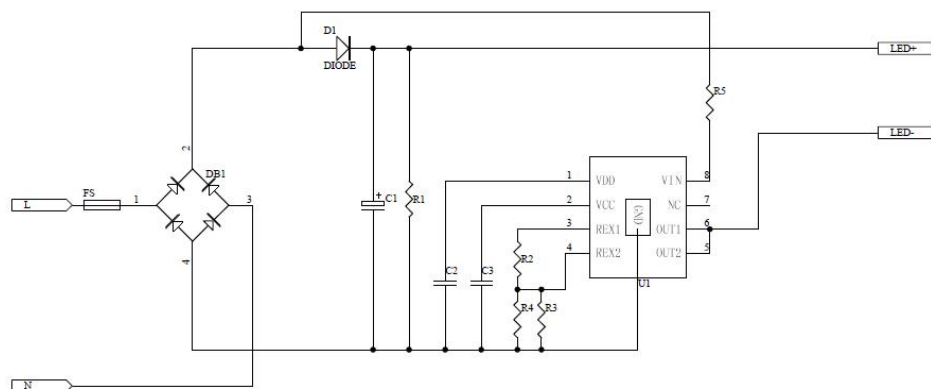 D1
DIODE
LED+
R5
LED-
2
DB1
FS
L
1
3
4
+
C1
R1
1
VDD
VIN
8
2
VCC
NC
7
GND
3
REX1
OUT1
6
4
REX2
OUT2
5
R2
U1
C2
C3
R4
R3
N